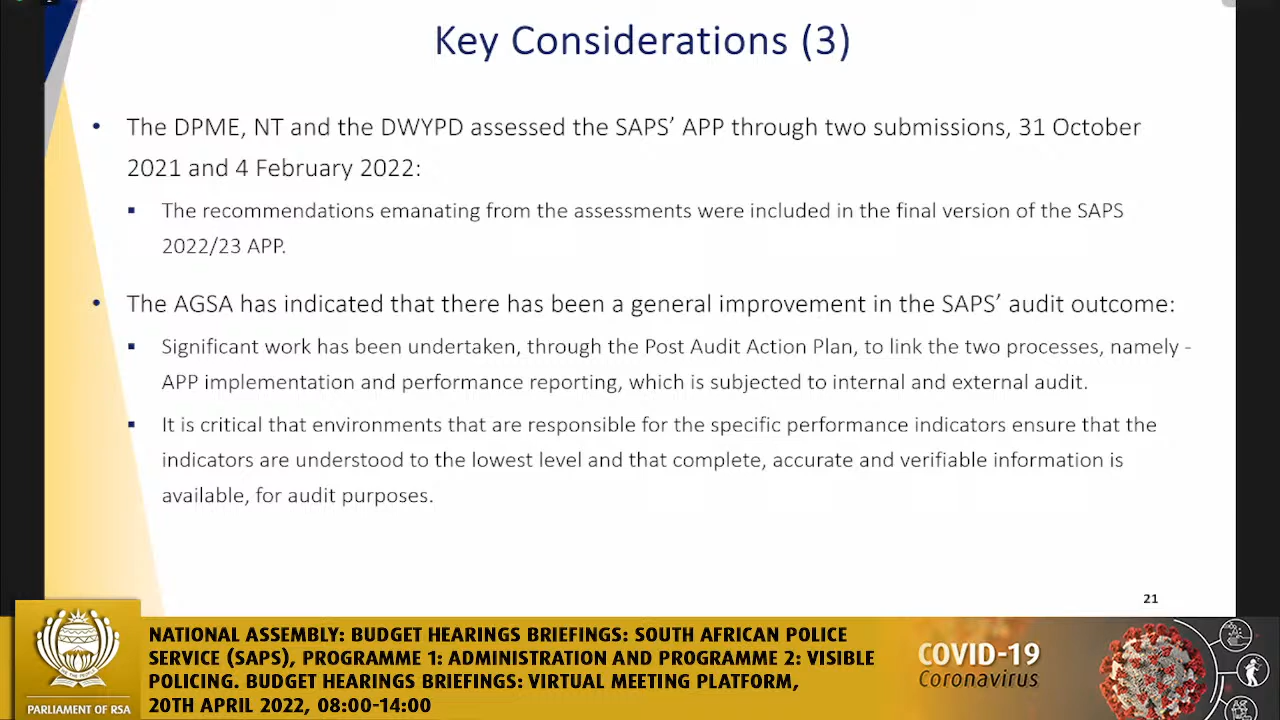 Key Considerations (3)
• The DPME, NT and the DWYPD assessed the SAPS’ APP through two submissions, 31 October
2021 and 4 February 2022:
▪ The recommendations emanating from the assessments were included in the final version of the SAPS
2022/23 APP.
• The AGSA has indicated that there has been a general improvement in the SAPS’ audit outcome:
▪ Significant work has been undertaken, through the Post Audit Action Plan, to link the two processes, namely -
APP implementation and performance reporting, which is subjected to internal and external audit.
▪ It is critical that environments that are responsible for the specific performance indicators ensure that the
indicators are understood to the lowest level and that complete, accurate and verifiable information is
available, for audit purposes.
21
PARLIAMENT OF RSA
NATIONAL ASSEMBLY: BUDGET HEARINGS BRIEFINGS: SOUTH AFRICAN POLICE
SERVICE (SAPS), PROGRAMME 1: ADMINISTRATION AND PROGRAMME 2: VISIBLE
POLICING. BUDGET HEARINGS BRIEFINGS: VIRTUAL MEETING PLATFORM,
20TH APRIL 2022, 08:00-14:00
COVID-19
Coronavirus